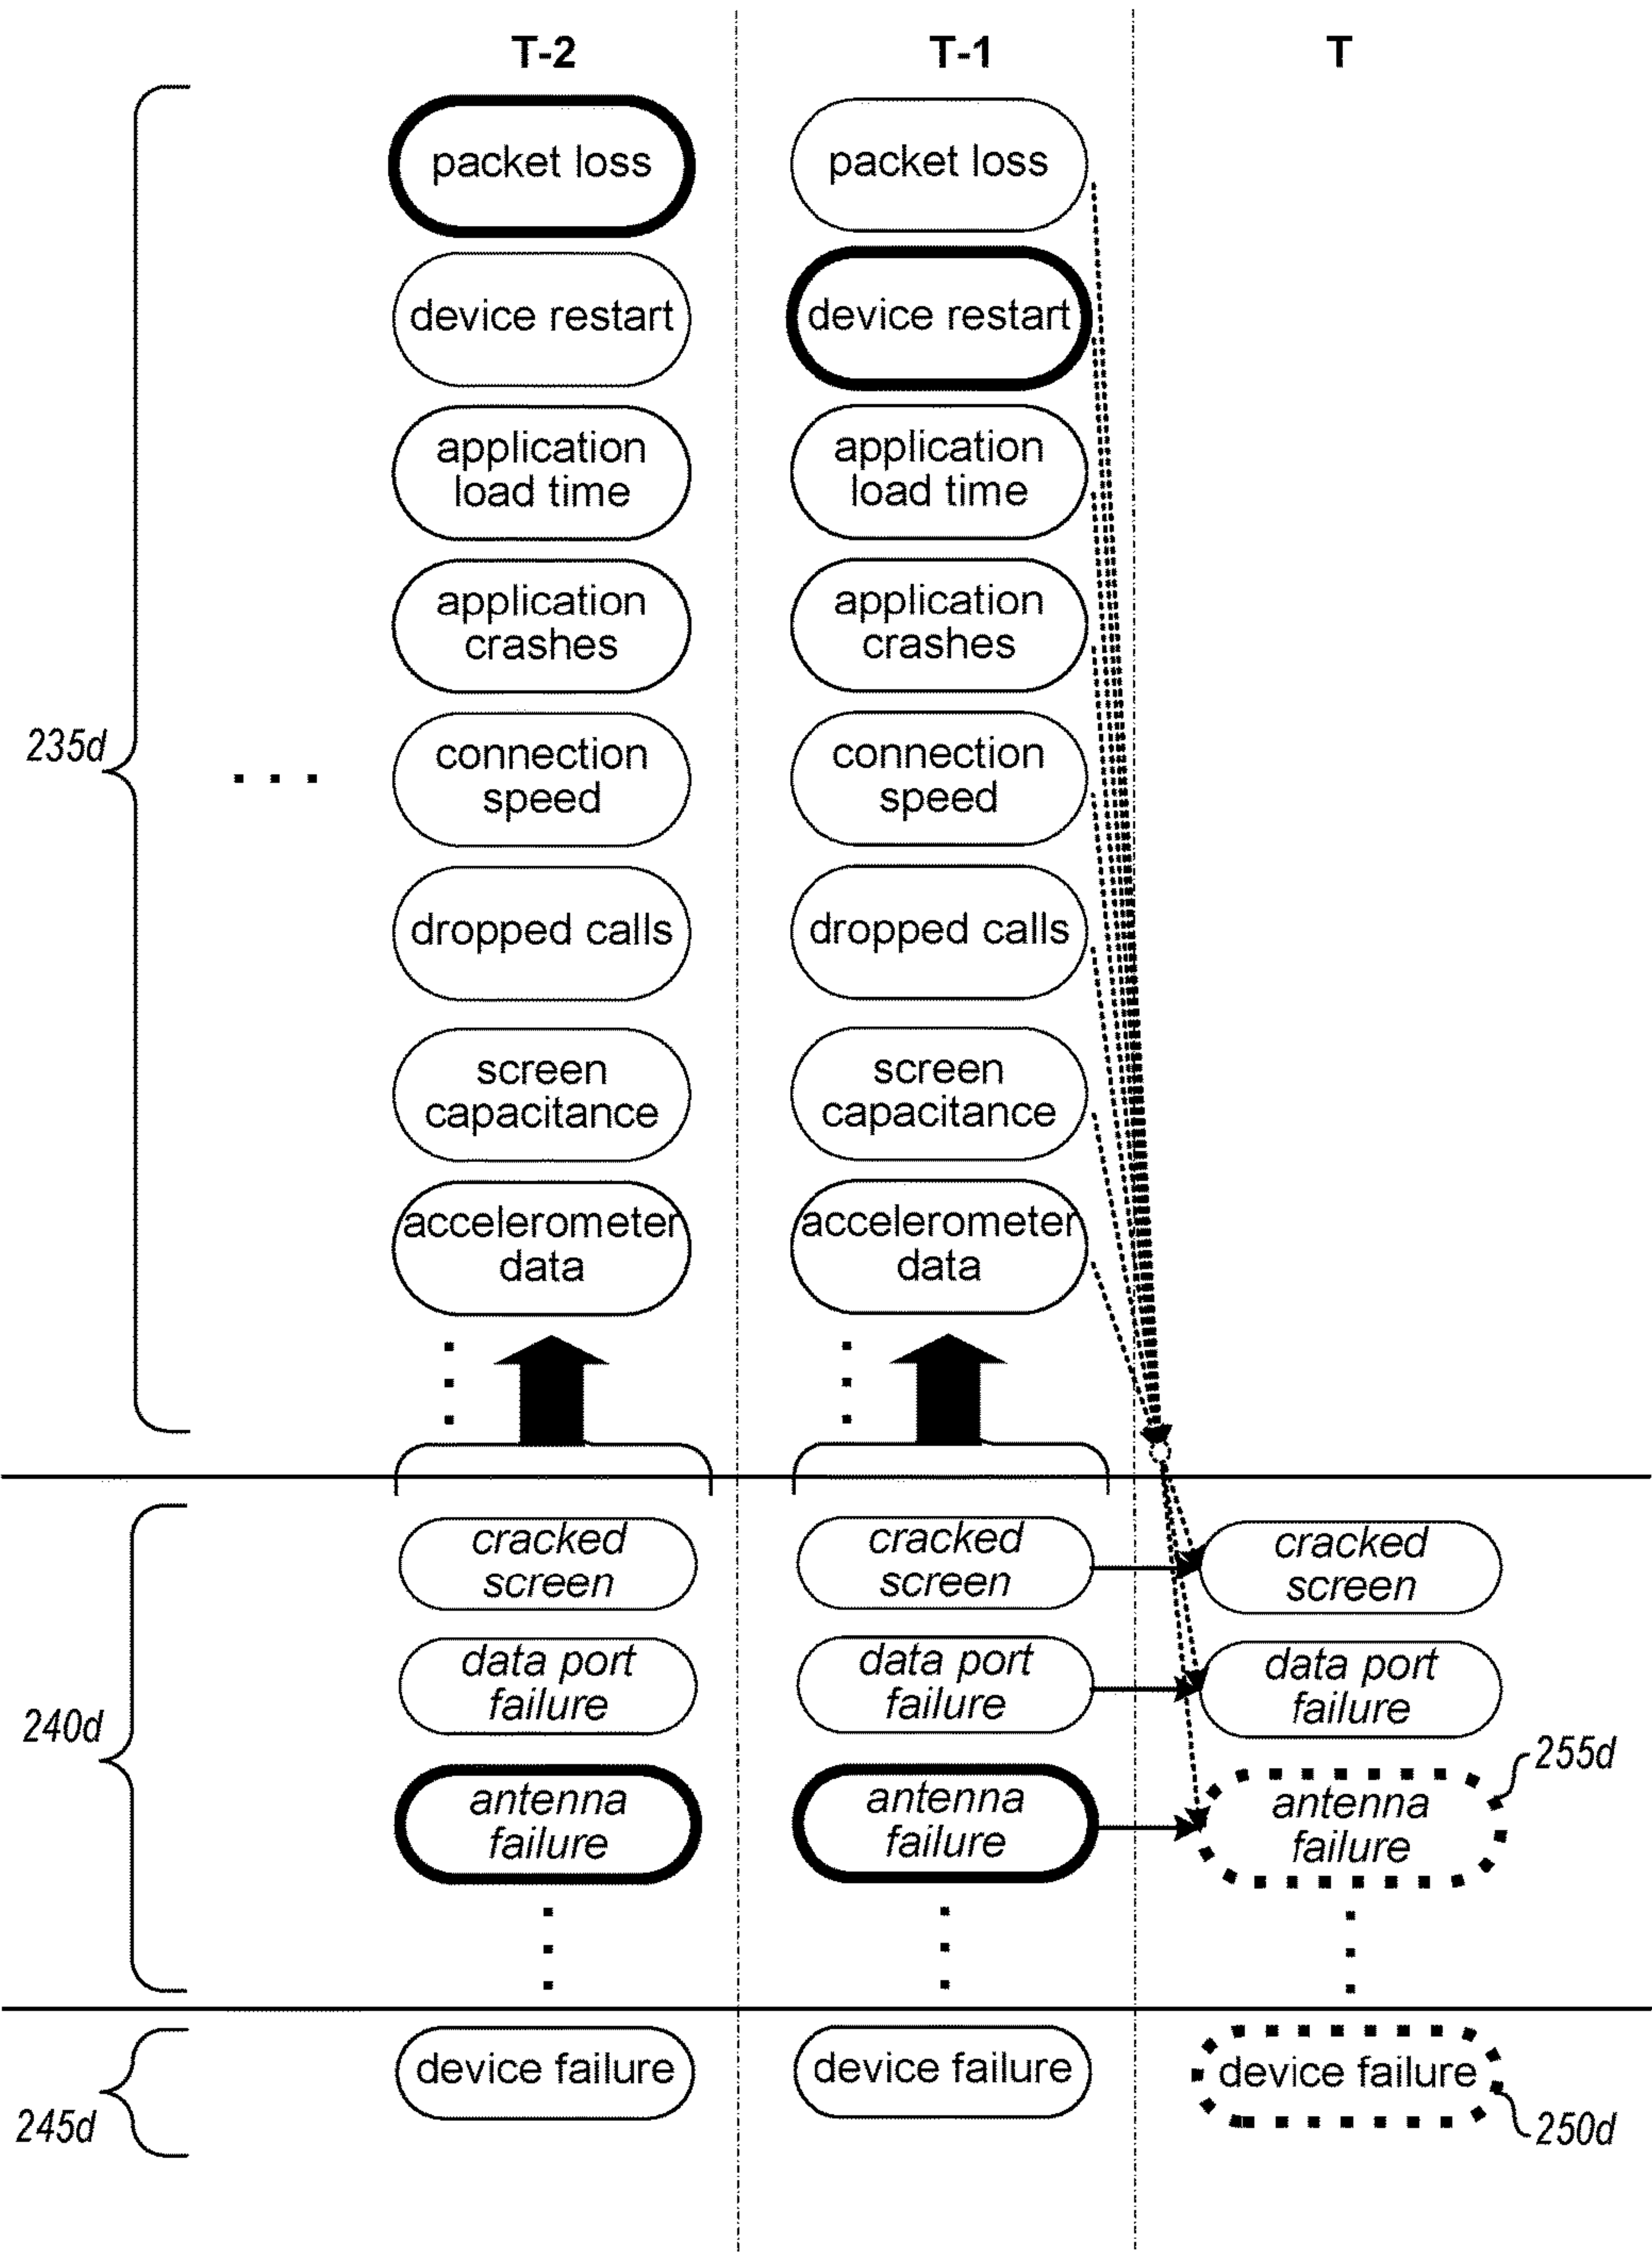 T-2 T-1 T
packet loss packet loss
device restart device restart
application application
load time load time
application application
crashes crashes
235d
connection connection
speed speed
dropped calls dropped calls
screen screen
capacitance capacitance
accelerometer accelerometer
data data
cracked cracked cracked
screen screen screen
data port data port data port
failure failure failure
240d
255d
antenna antenna antenna
failure failure failure
device failure device failure device failure
245d
250d